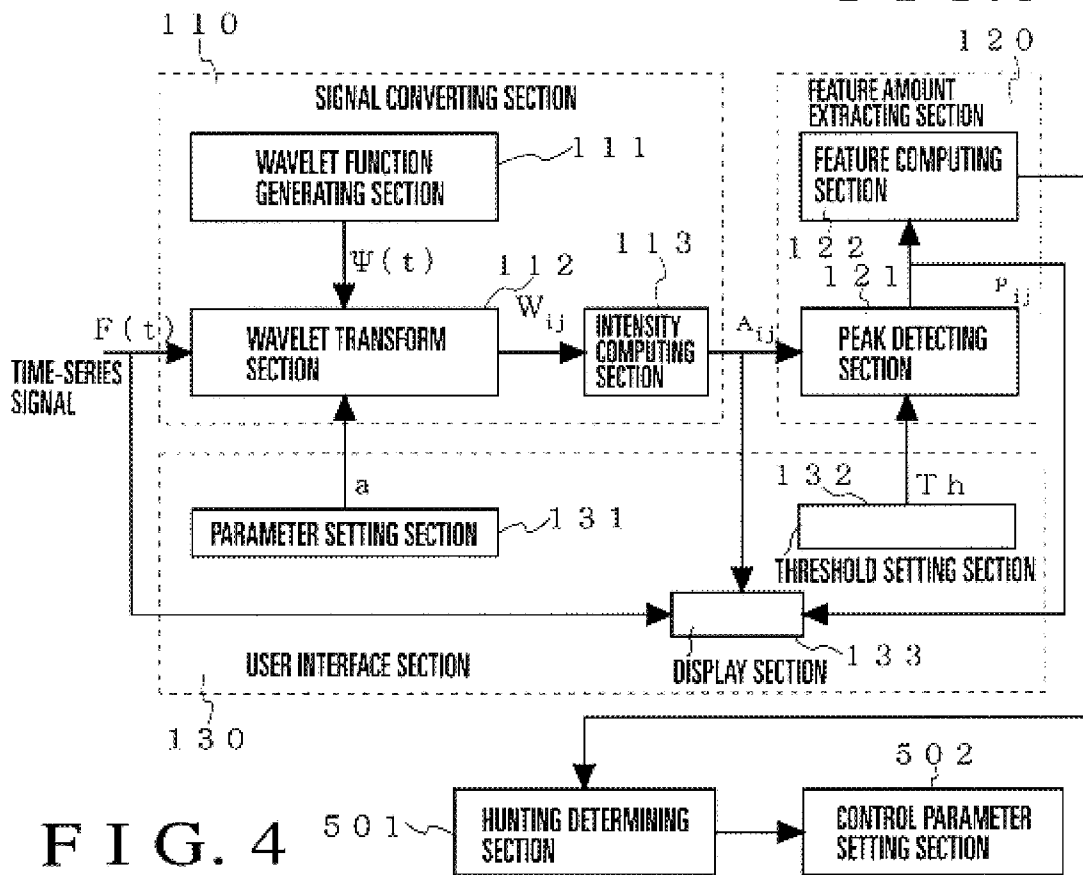 110
120
SIGNAL CONVERTING SECTION
FEATURE AMOUNT
EXTRACTING SECTION
WAVELET FUNCTION
GENERATING SECTION
111
FEATURE COMPUTING
SECTION
Ψ(t)
112
113
122
121
F(t)
WAVELET TRANSFORM
SECTION
Wij
INTENSITY
COMPUTING
SECTION
Aij
Pij
PEAK DETECTING
SECTION
TIME-SERIES
SIGNAL
a
132
Th
PARAMETER SETTING SECTION
131
THRESHOLD SETTING SECTION
USER INTERFACE SECTION
DISPLAY SECTION
133
130
502
FIG. 4
501
HUNTING DETERMINING
SECTION
CONTROL PARAMETER
SETTING SECTION